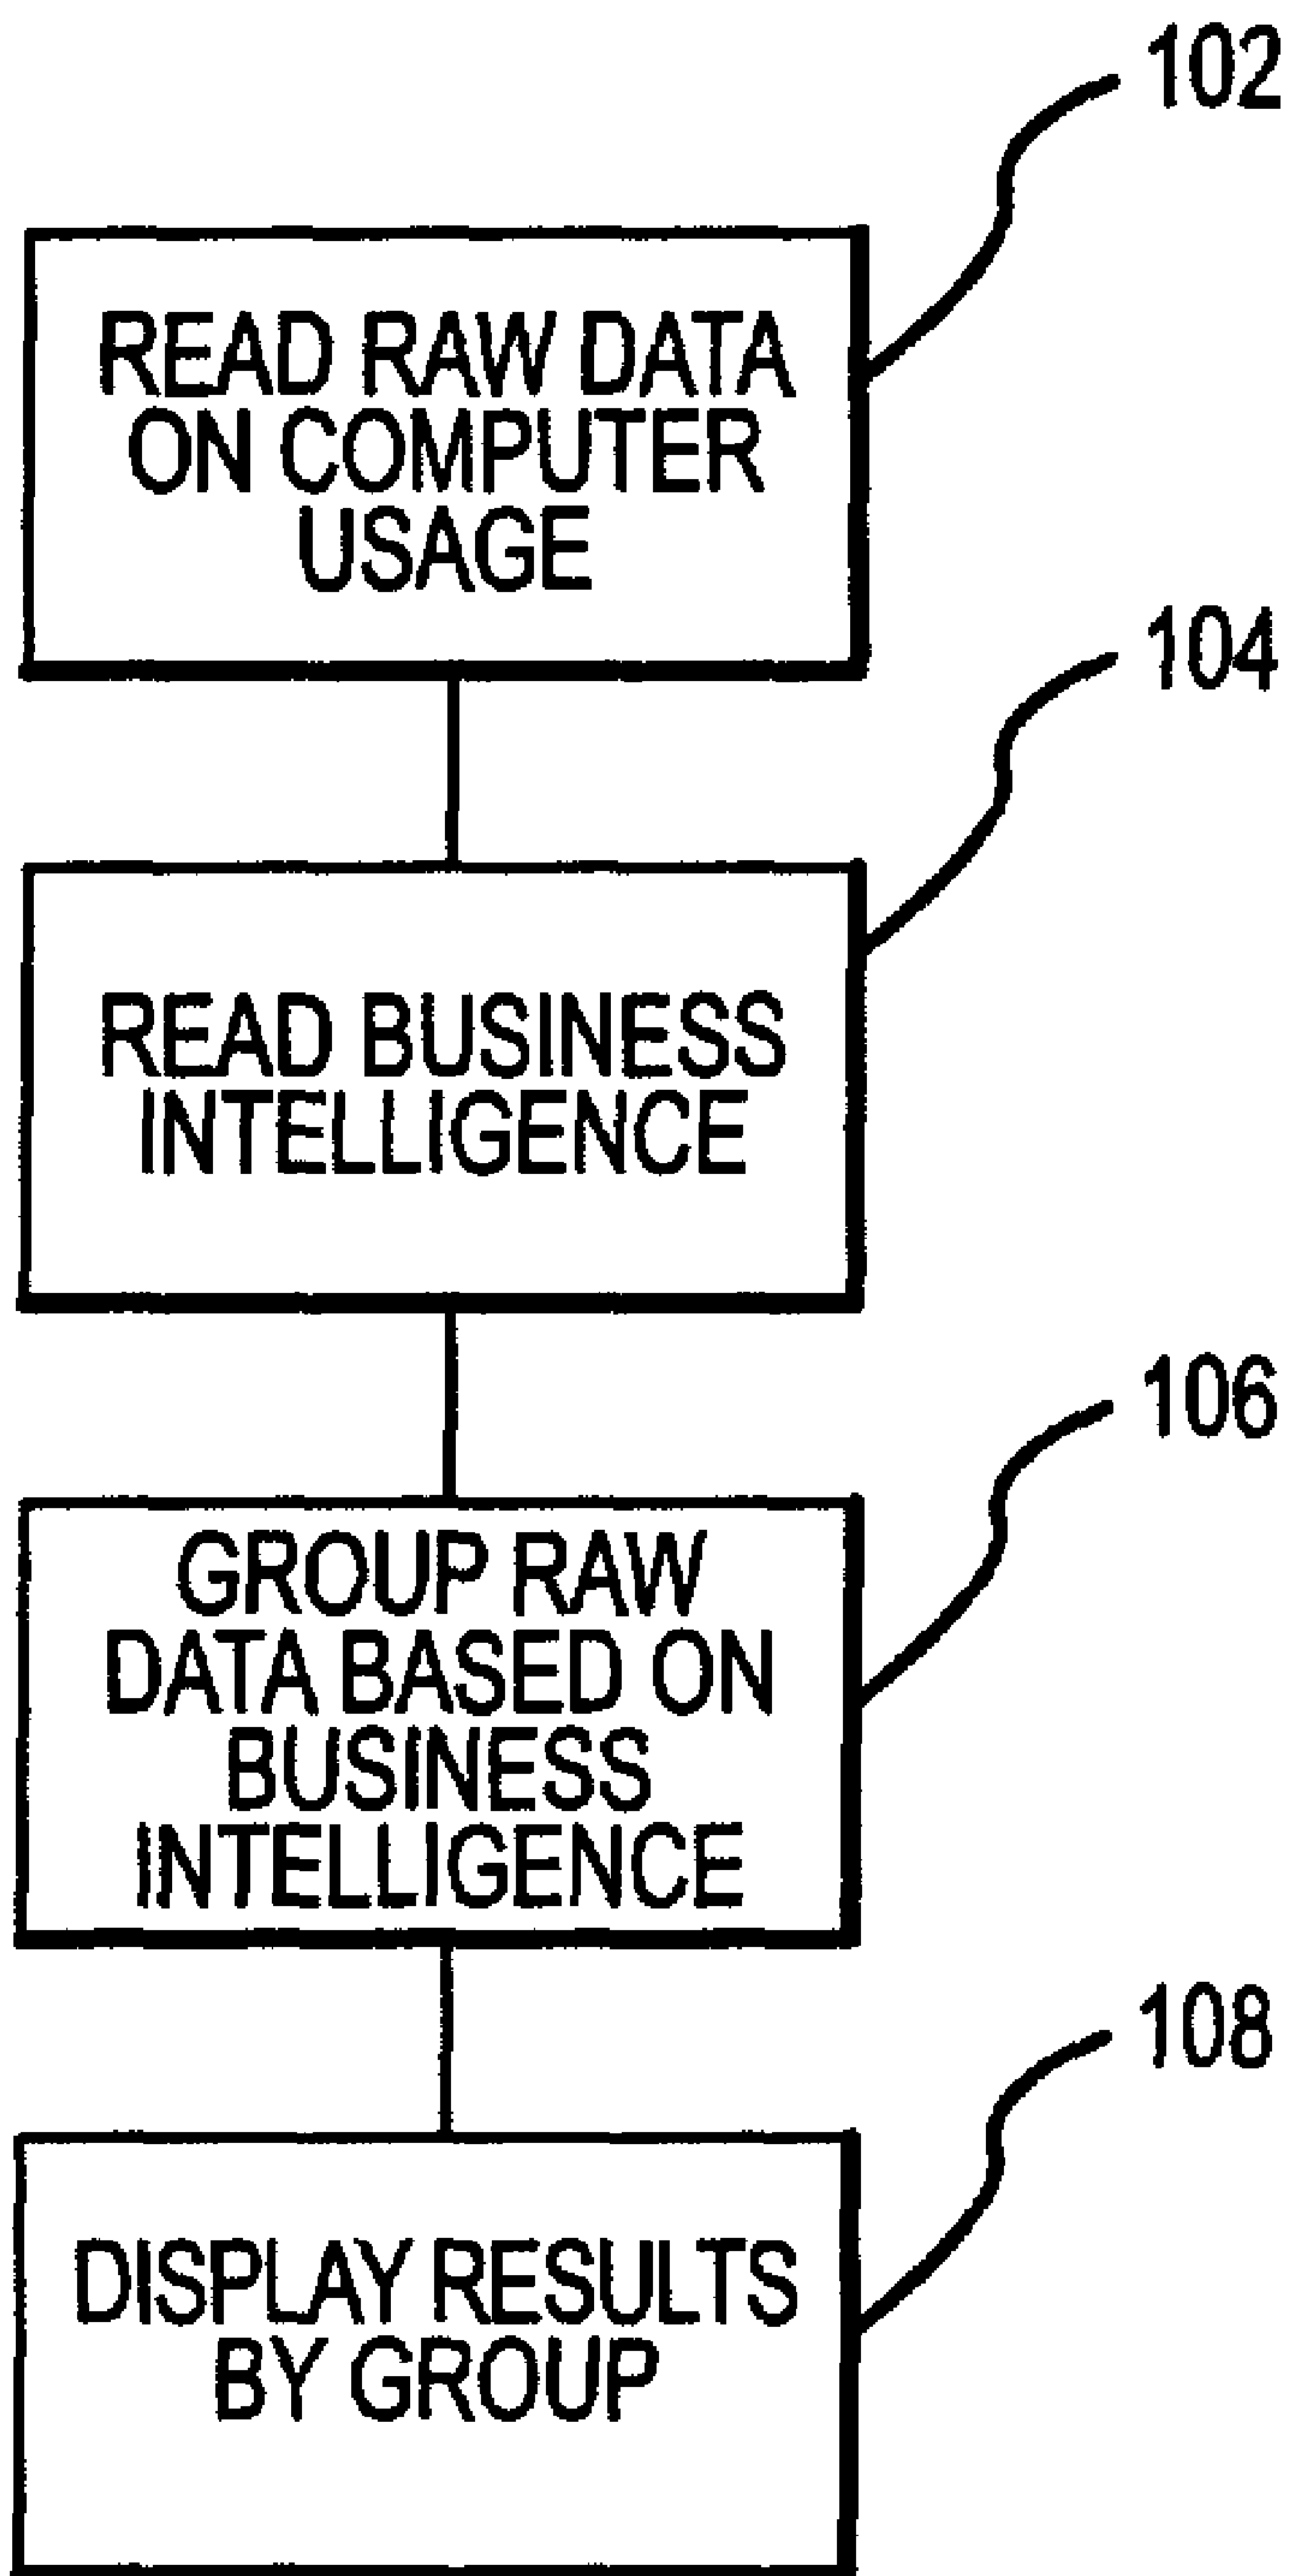 102
READ RAW DATA
ON COMPUTER
USAGE
104
READ BUSINESS
INTELLIGENCE
106
GROUP RAW
DATA BASED ON
BUSINESS
INTELLIGENCE
108
DISPLAY RESULTS
BY GROUP